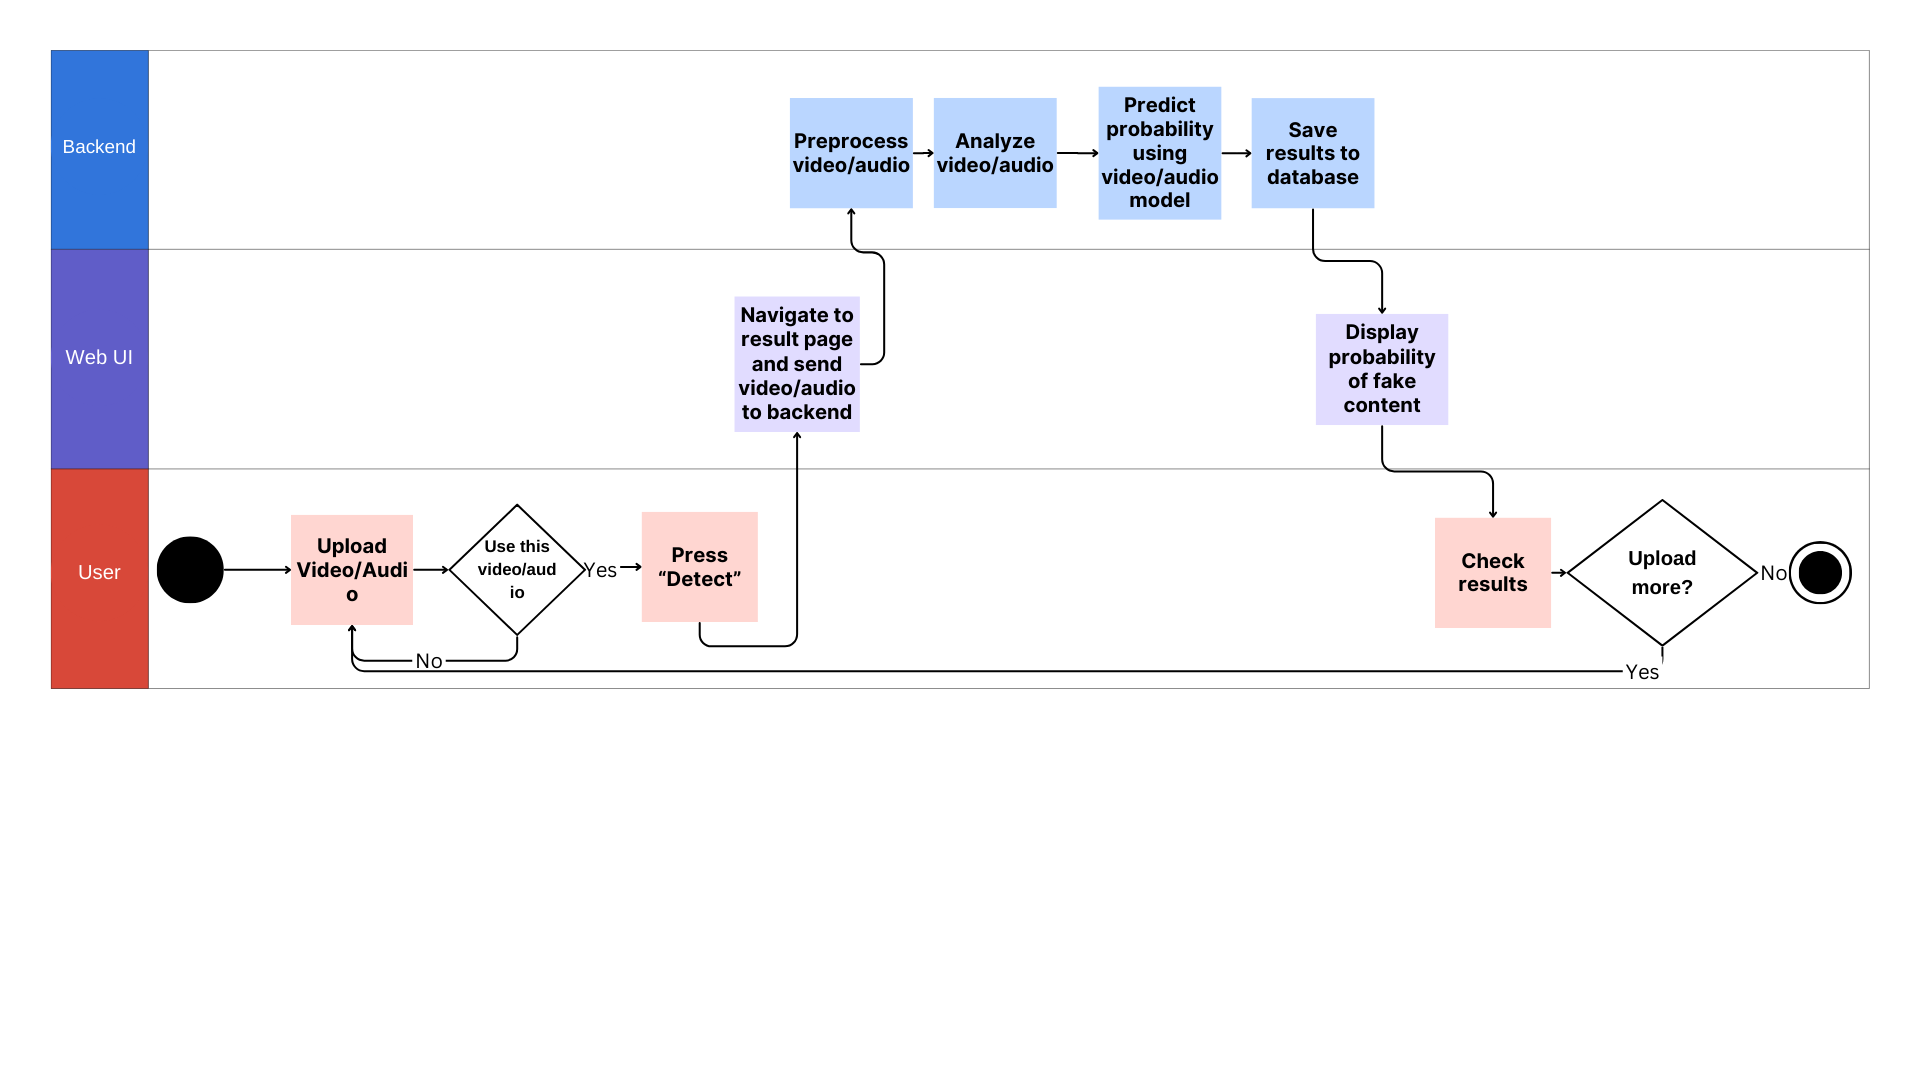 Backend
Preprocess
video/audio
Analyze
video/audio
Predict
probability
using
video/audio
model
Save
results to
database
Web UI
Navigate to
result page
and send
video/audio
to backend
Display
probability
of fake
content
User
Upload
Video/Audi
o
Use this
video/aud
io
Yes
No
Press
“Detect”
Check
results
Upload
more?
No
Yes